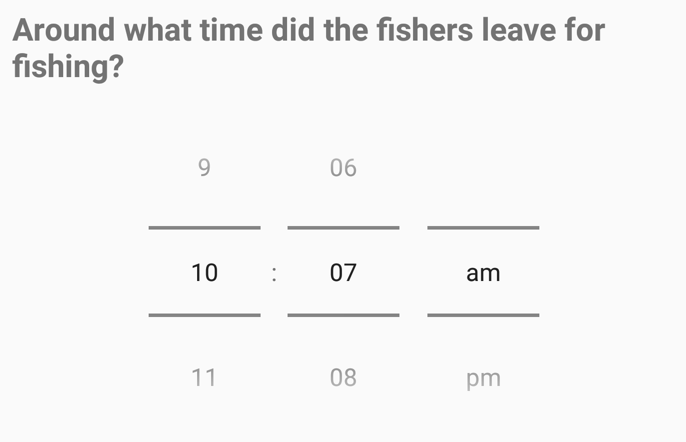 Around what time did the fishers leave for
fishing?
9 06
10 : 07 am
11 08 pm